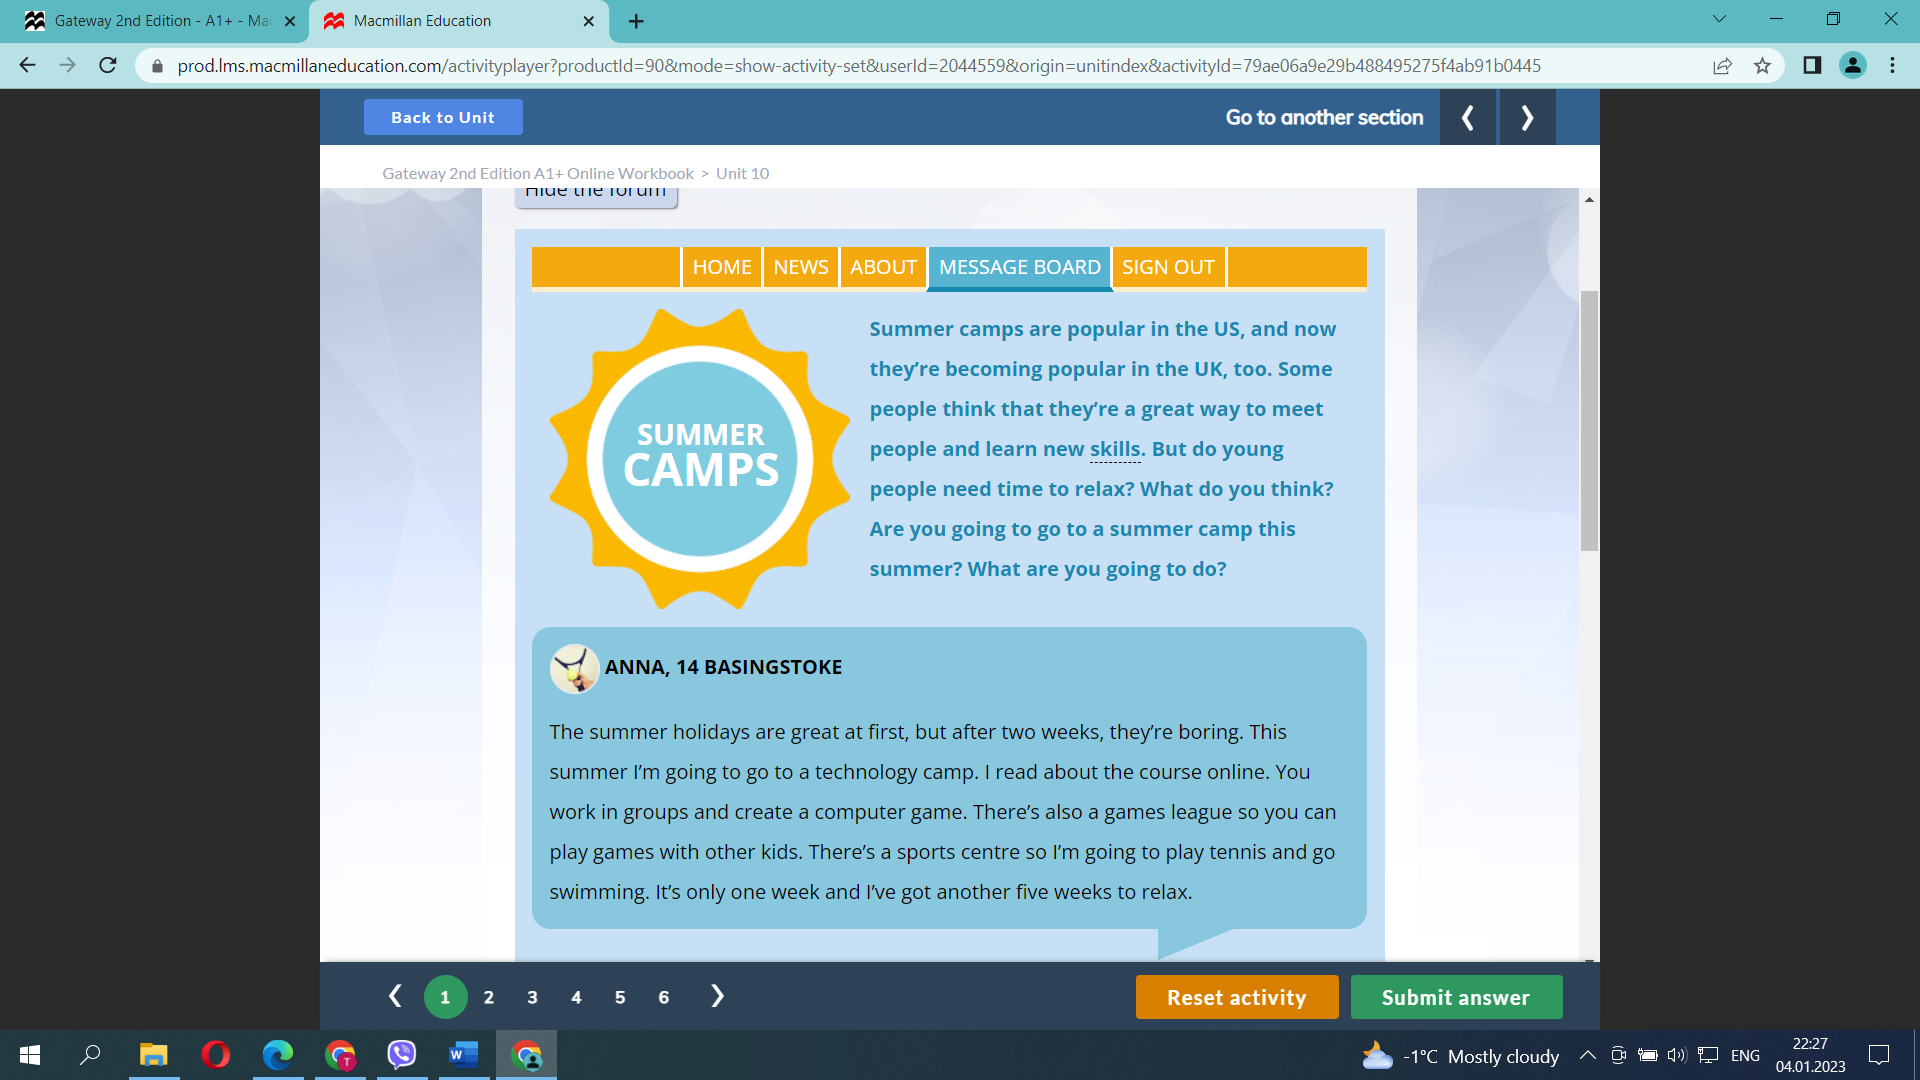 Gateway 2nd Edition - A1+ - Mac
Macmillan Education
prod.lms.macmillaneducation.com/activityplayer?productId=90&mode=show-activity-set&userId=2044559&origin=unitindex&activityId=79ae06a9e29b488495275f4ab91b0445
Back to Unit
Go to another section
Gateway 2nd Edition A1+ Online Workbook > Unit 10
Hide the forum
HOME NEWS ABOUT MESSAGE BOARD SIGN OUT
SUMMER
CAMPS
Summer camps are popular in the US, and now
they’re becoming popular in the UK, too. Some
people think that they’re a great way to meet
people and learn new skills. But do young
people need time to relax? What do you think?
Are you going to go to a summer camp this
summer? What are you going to do?
ANNA, 14 BASINGSTOKE
The summer holidays are great at first, but after two weeks, they’re boring. This
summer I’m going to go to a technology camp. I read about the course online. You
work in groups and create a computer game. There’s also a games league so you can
play games with other kids. There’s a sports centre so I’m going to play tennis and go
swimming. It’s only one week and I’ve got another five weeks to relax.
1 2 3 4 5 6
Reset activity
Submit answer
-1°C Mostly cloudy
ENG
22:27
04.01.2023